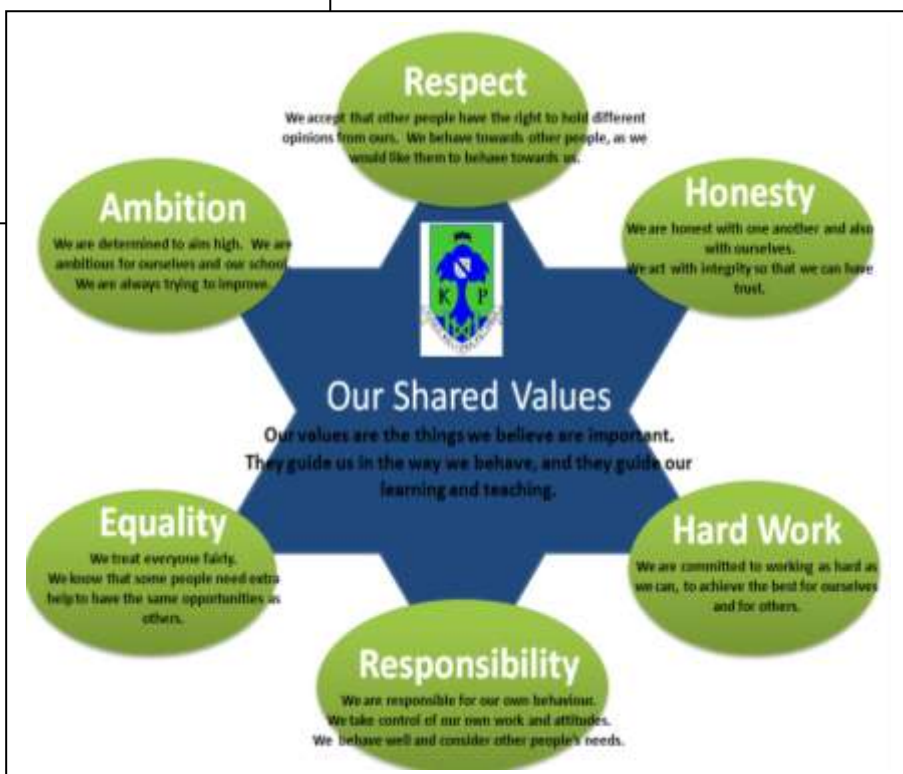 Respect
We accept that other people have the right to hold different
opinions from ours.  We behave towards other people, as we
would like them to behave towards us.
Ambition
We are determined to aim high.  We are
ambitious for ourselves and our school.
We are always trying to improve.
Honesty
We are honest with one another and also
with ourselves.
We act with integrity so that we can have
trust.
K P
Our Shared Values
Our values are the things we believe are important.
They guide us in the way we behave, and they guide our
learning and teaching.
Equality
We treat everyone fairly.
We know that some people need extra
help to have the same opportunities as
others.
Hard Work
We are committed to working as hard as
we can, to achieve the best for ourselves
and for others.
Responsibility
We are responsible for our own behaviour.
We take control of our own work and attitudes.
We behave well and consider other people's needs.